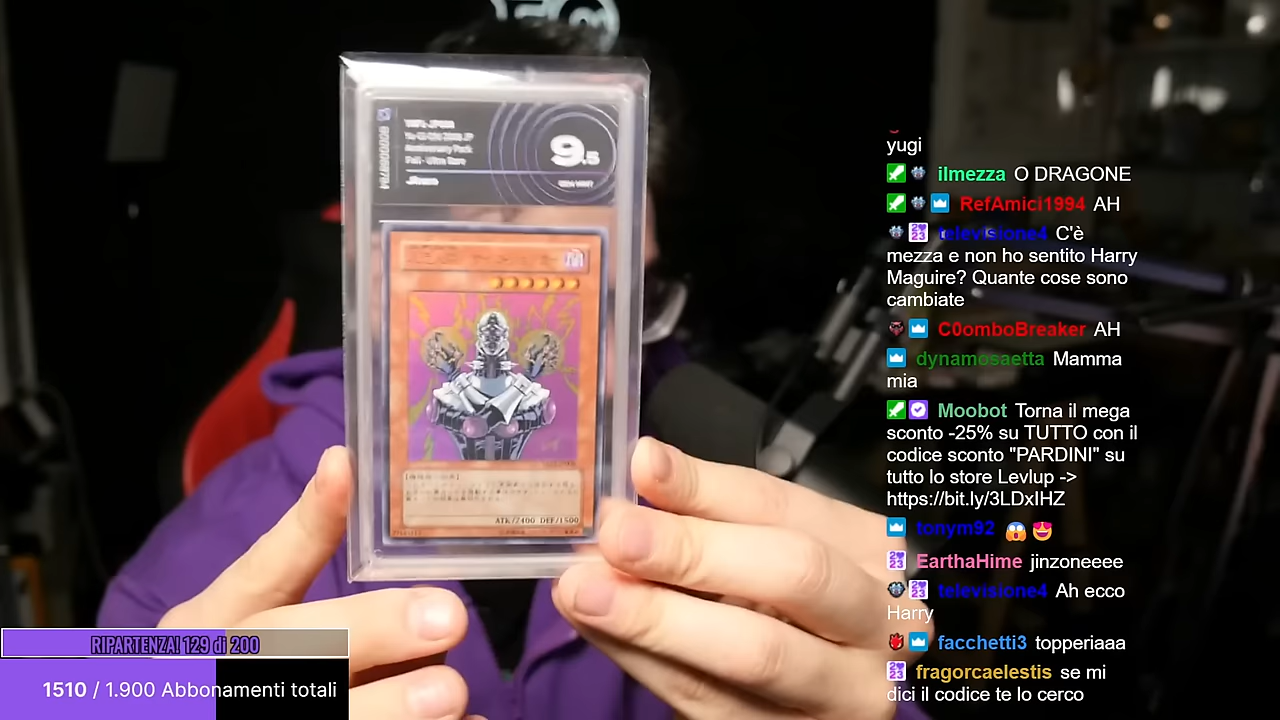 9.5
Anniversary Pack
ATK/2400 DEF/1500
yugi
ilmezza O DRAGONE
RefAmici1994 AH
televisione4 C'è
mezza e non ho sentito Harry
Maguire? Quante cose sono
cambiate
C0omboBreaker AH
dynamosaetta Mamma
mia
Moobot Torna il mega
sconto -25% su TUTTO con il
codice sconto "PARDINI" su
tutto lo store Levlup ->
https://bit.ly/3LDxIHZ
tonym92
EarthaHime jinzoneeee
televisione4 Ah ecco
Harry
facchetti3 topperiaaa
fragorcaelestis se mi
dici il codice te lo cerco
RIPARTENZA! 129 di 200
1510 / 1.900 Abbonamenti totali